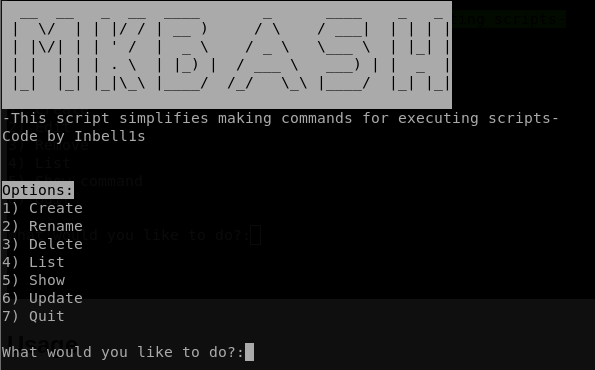 MKBASH
-This script simplifies making commands for executing scripts-
Code by Inbell1s
Options:
1) Create
2) Rename
3) Delete
4) List
5) Show
6) Update
7) Quit
What would you like to do?: